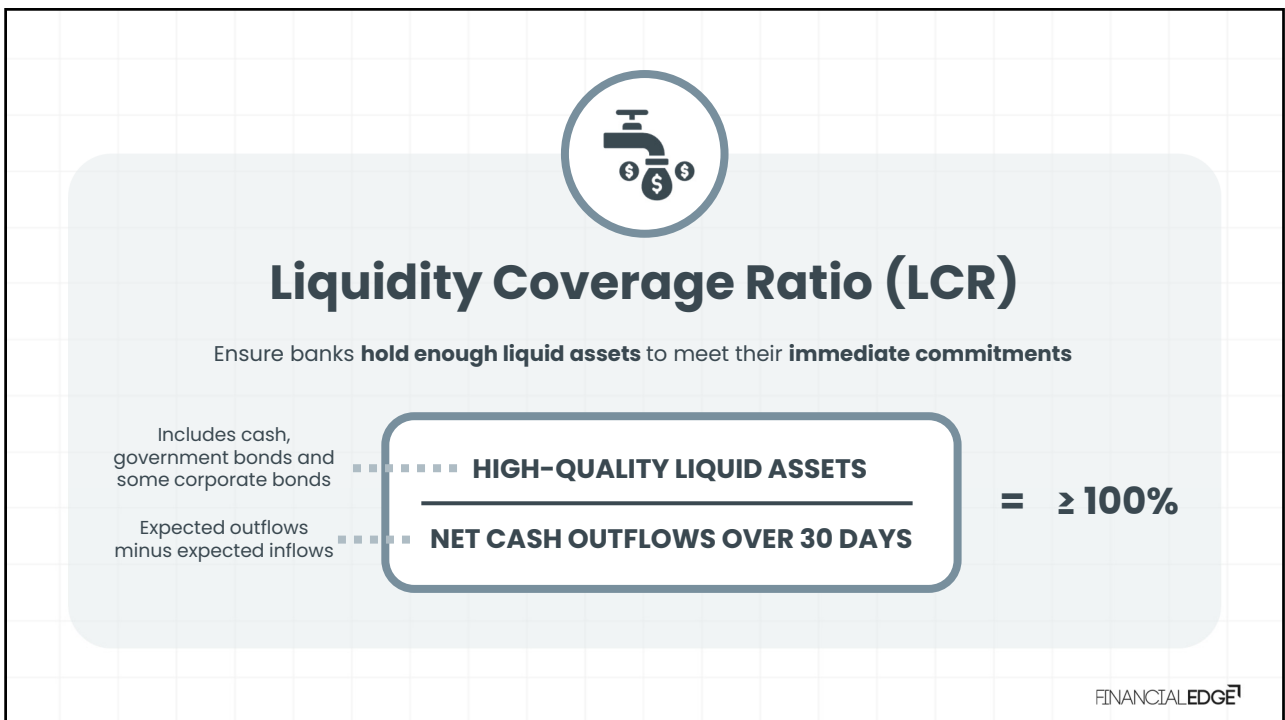 Liquidity Coverage Ratio (LCR)
Ensure banks hold enough liquid assets to meet their immediate commitments
Includes cash,
government bonds and
some corporate bonds
HIGH-QUALITY LIQUID ASSETS
Expected outflows
minus expected inflows
NET CASH OUTFLOWS OVER 30 DAYS
= ≥ 100%
FINANCIALEDGE